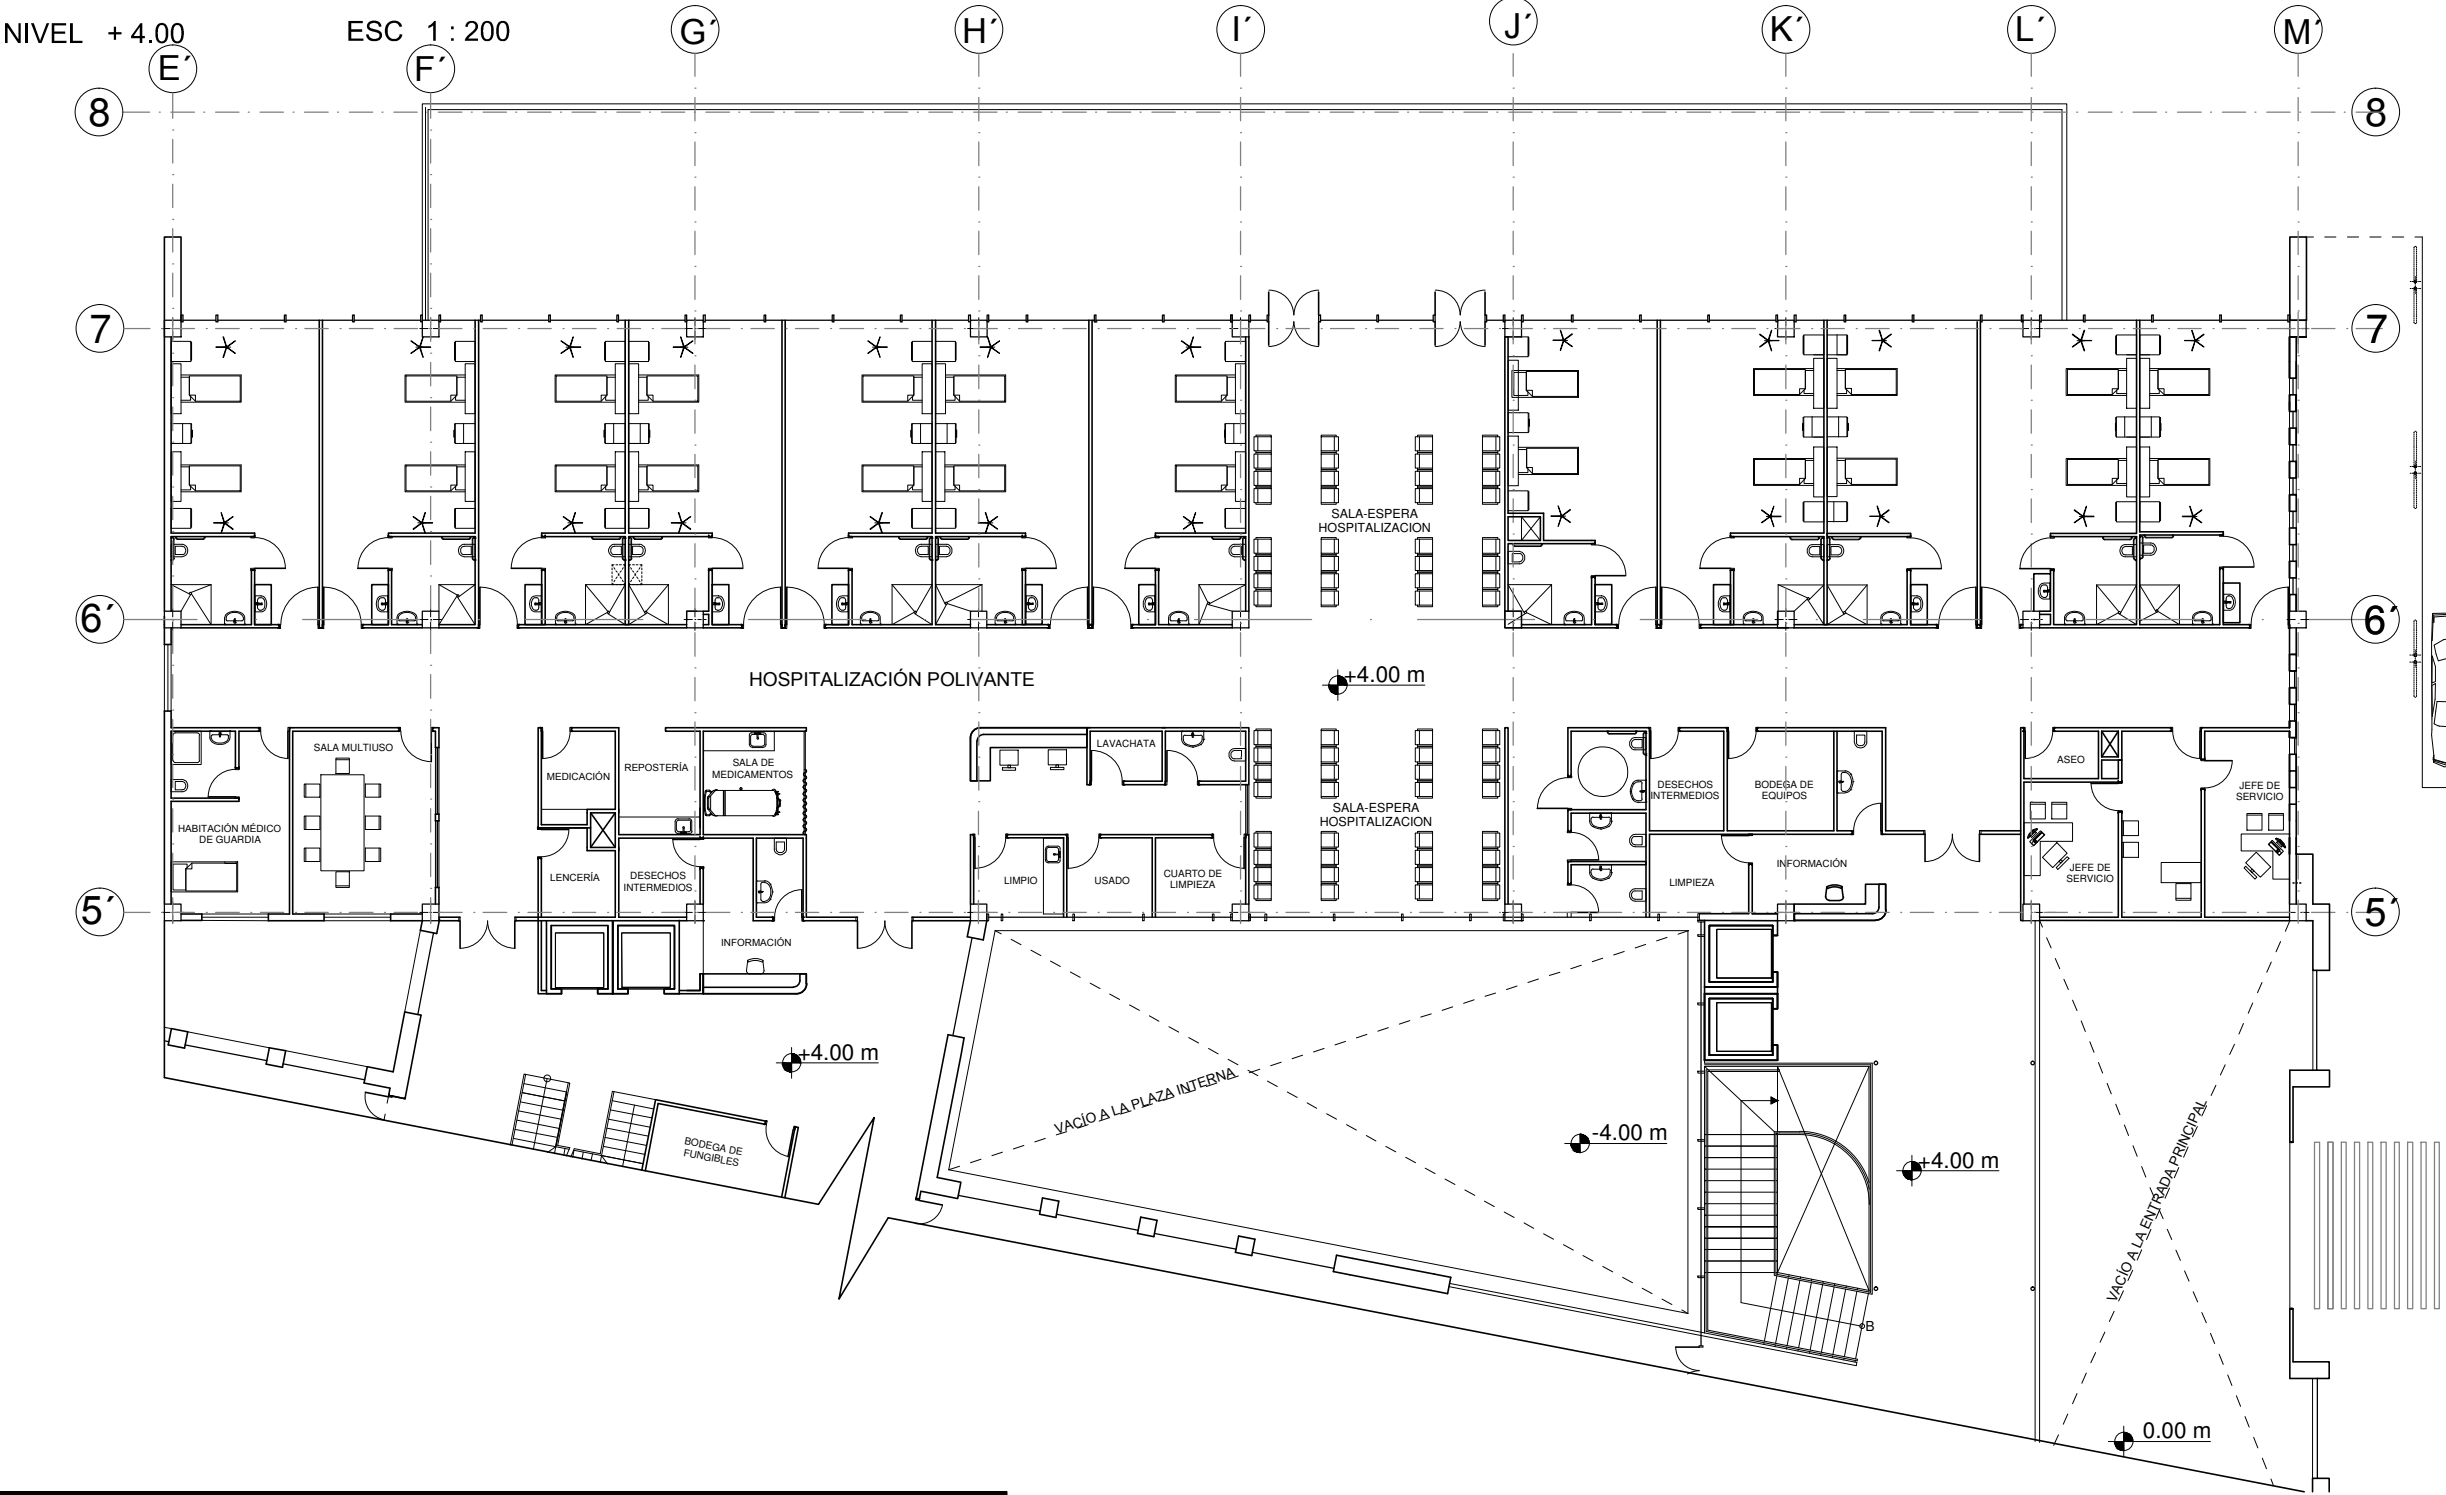 NIVEL + 4.00
ESC 1 : 200
E´
F´
G´
H´
I´
J´
K´
L´
M´
8
8
7
7
SALA-ESPERA
HOSPITALIZACION
6´
6´
HOSPITALIZACIÓN POLIVANTE
+4.00 m
SALA MULTIUSO
HABITACIÓN MÉDICO
DE GUARDIA
MEDICACIÓN
REPOSTERÍA
SALA DE
MEDICAMENTOS
LAVACHATA
SALA-ESPERA
HOSPITALIZACION
DESECHOS
INTERMEDIOS
BODEGA DE
EQUIPOS
ASEO
JEFE DE
SERVICIO
LENCERÍA
DESECHOS
INTERMEDIOS
LIMPIO
USADO
CUARTO DE
LIMPIEZA
LIMPIEZA
INFORMACIÓN
JEFE DE
SERVICIO
5´
5´
INFORMACIÓN
+4.00 m
BODEGA DE
FUNGIBLES
VACÍO A LA PLAZA INTERNA
-4.00 m
+4.00 m
VACÍO A LA ENTRADA PRINCIPAL
B
0.00 m